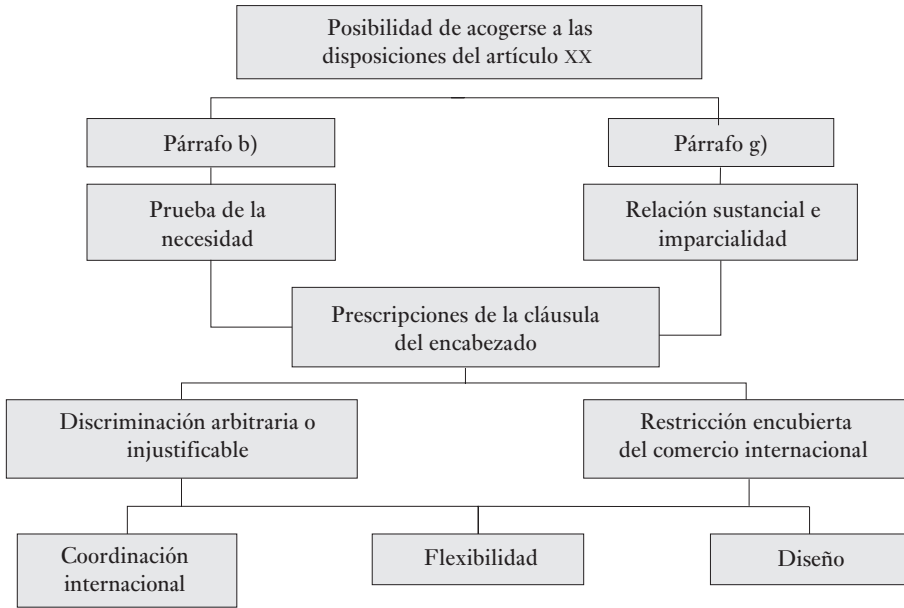 Posibilidad de acogerse a las
disposiciones del artículo XX
Párrafo b)
Párrafo g)
Prueba de la
necesidad
Relación sustancial e
imparcialidad
Prescripciones de la cláusula
del encabezado
Discriminación arbitraria o
injustificable
Restricción encubierta
del comercio internacional
Coordinación
internacional
Flexibilidad
Diseño